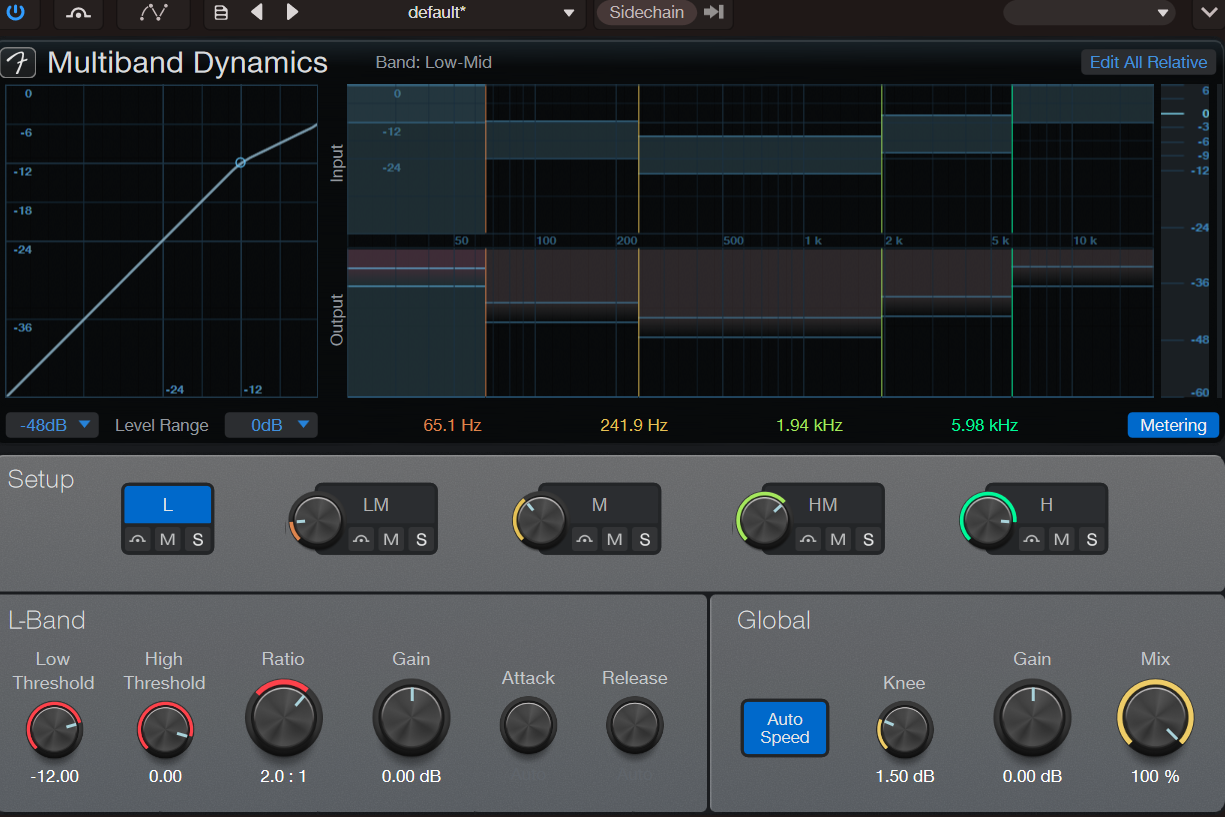 default*
Sidechain
Multiband Dynamics
Band: Low-Mid
Edit All Relative
0
-6
-12
-18
-24
-36
-24
-12
Input
Output
0
-12
-24
50
100
200
500
1 k
2 k
5 k
10 k
6
0
-3
-6
-9
-12
-24
-36
-48
-60
-48dB
Level Range
0dB
65.1 Hz
241.9 Hz
1.94 kHz
5.98 kHz
Metering
Setup
L
LM
M
HM
H
M S
M S
M S
M S
M S
L-Band
Low
Threshold
-12.00
High
Threshold
0.00
Ratio
2.0 : 1
Gain
0.00 dB
Attack
Auto
Release
Auto
Global
Auto
Speed
Knee
1.50 dB
Gain
0.00 dB
Mix
100 %